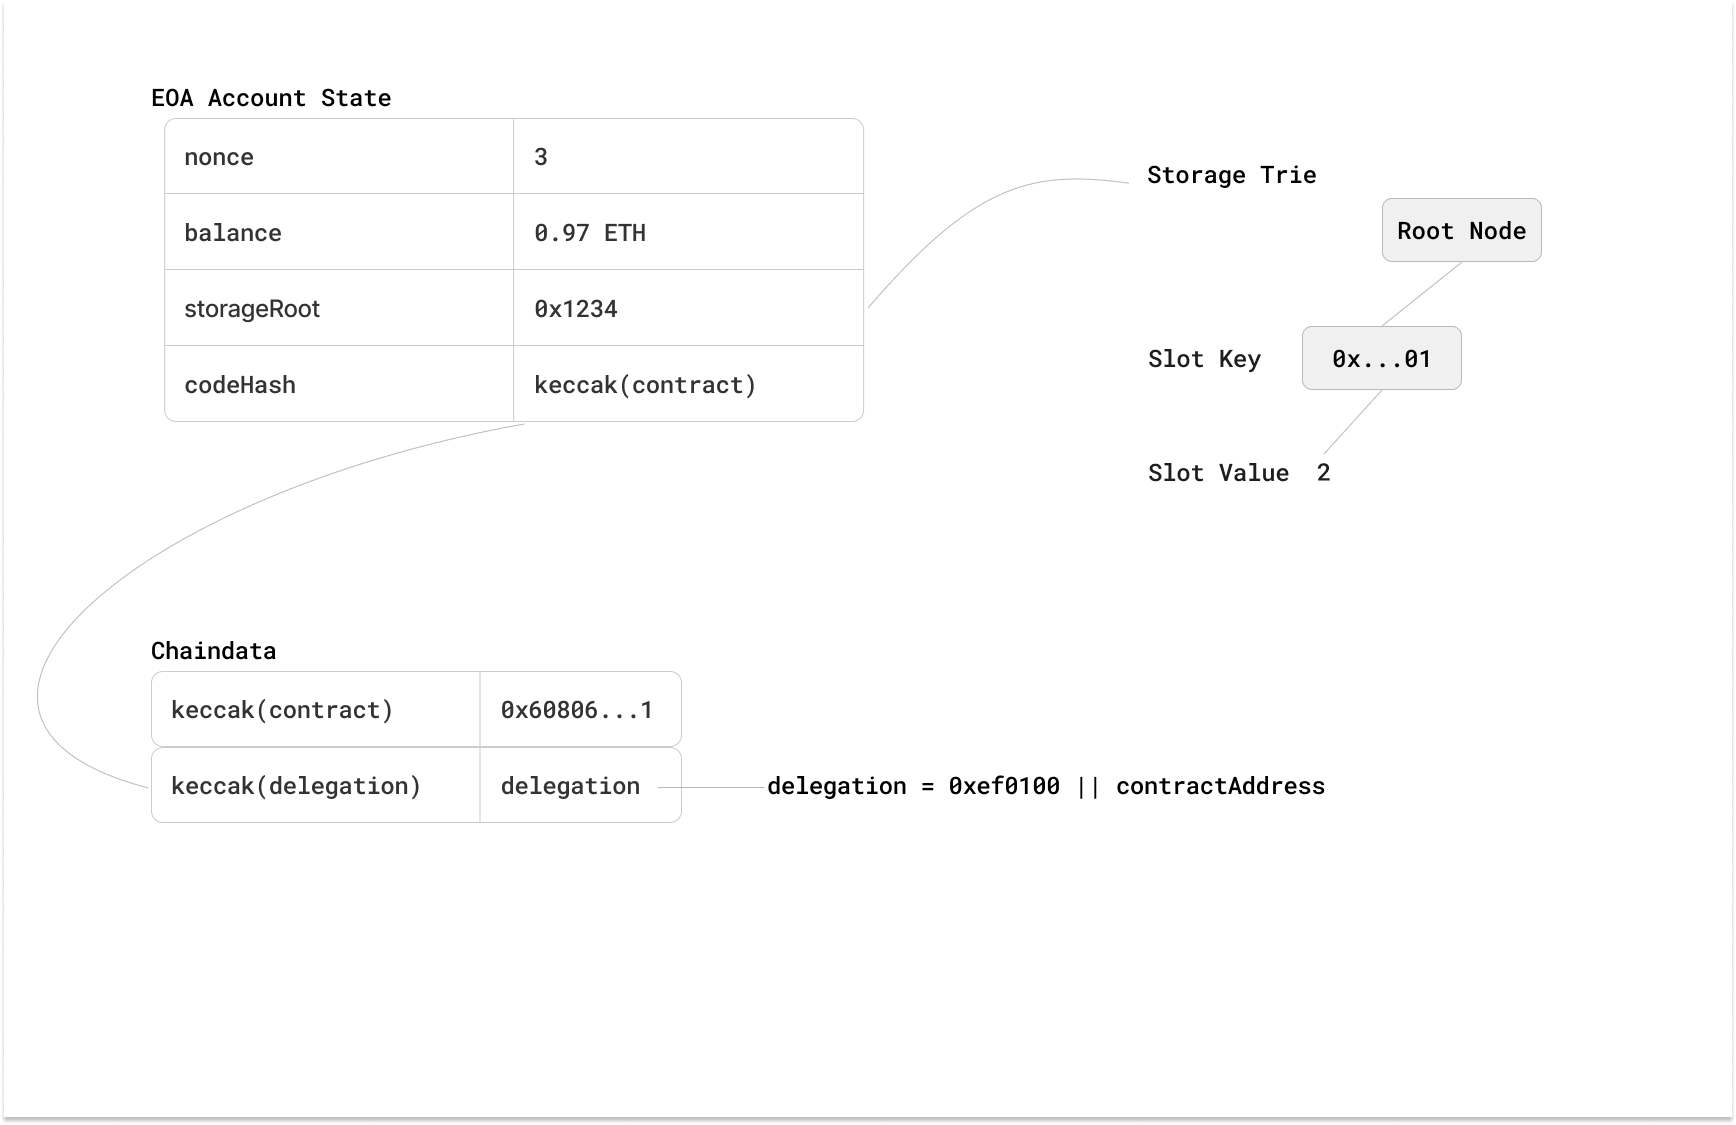 EOA Account State
nonce 3
balance 0.97 ETH
storageRoot 0x1234
codeHash keccak(contract)
Storage Trie
Root Node
Slot Key 0x...01
Slot Value 2
Chaindata
keccak(contract) 0x60806...1
keccak(delegation) delegation delegation = 0xef0100 || contractAddress